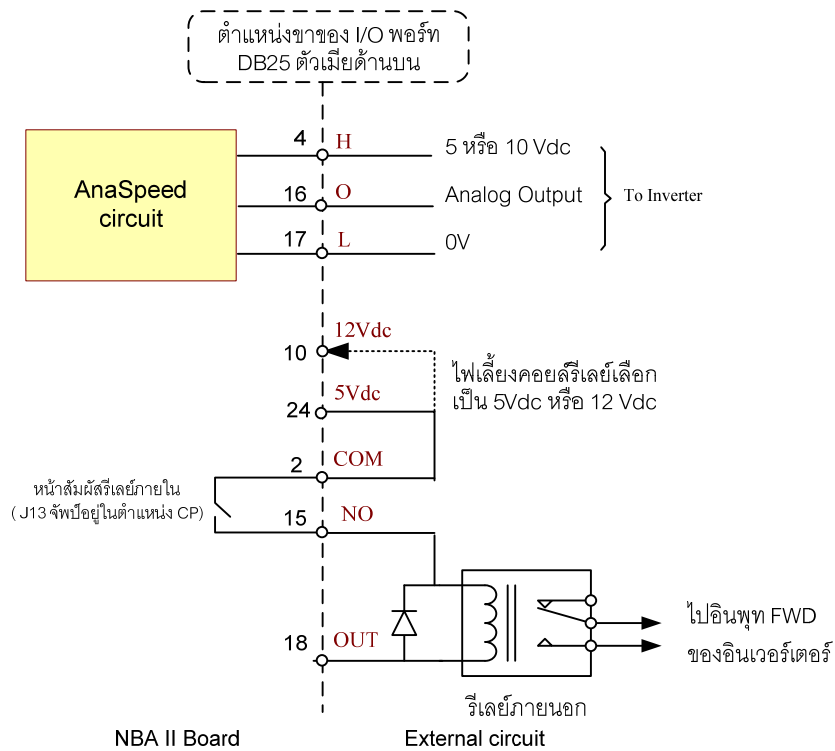 ตำแหน่งขาของ I/O พอร์ท
DB25 ตัวเมียด้านบน
AnaSpeed
circuit
4 H 5 หรือ 10 Vdc
16 O Analog Output
To Inverter
17 L 0V
10 12Vdc
ไฟเลี้ยงคอยล์รีเลย์เลือก
เป็น 5Vdc หรือ 12 Vdc
24 5Vdc
2 COM
หน้าสัมผัสรีเลย์ภายใน
( J13 จัพป์อยู่ในตำแหน่ง CP)
15 NO
ไปอินพุท FWD
ของอินเวอร์เตอร์
18 OUT
รีเลย์ภายนอก
NBA II Board External circuit